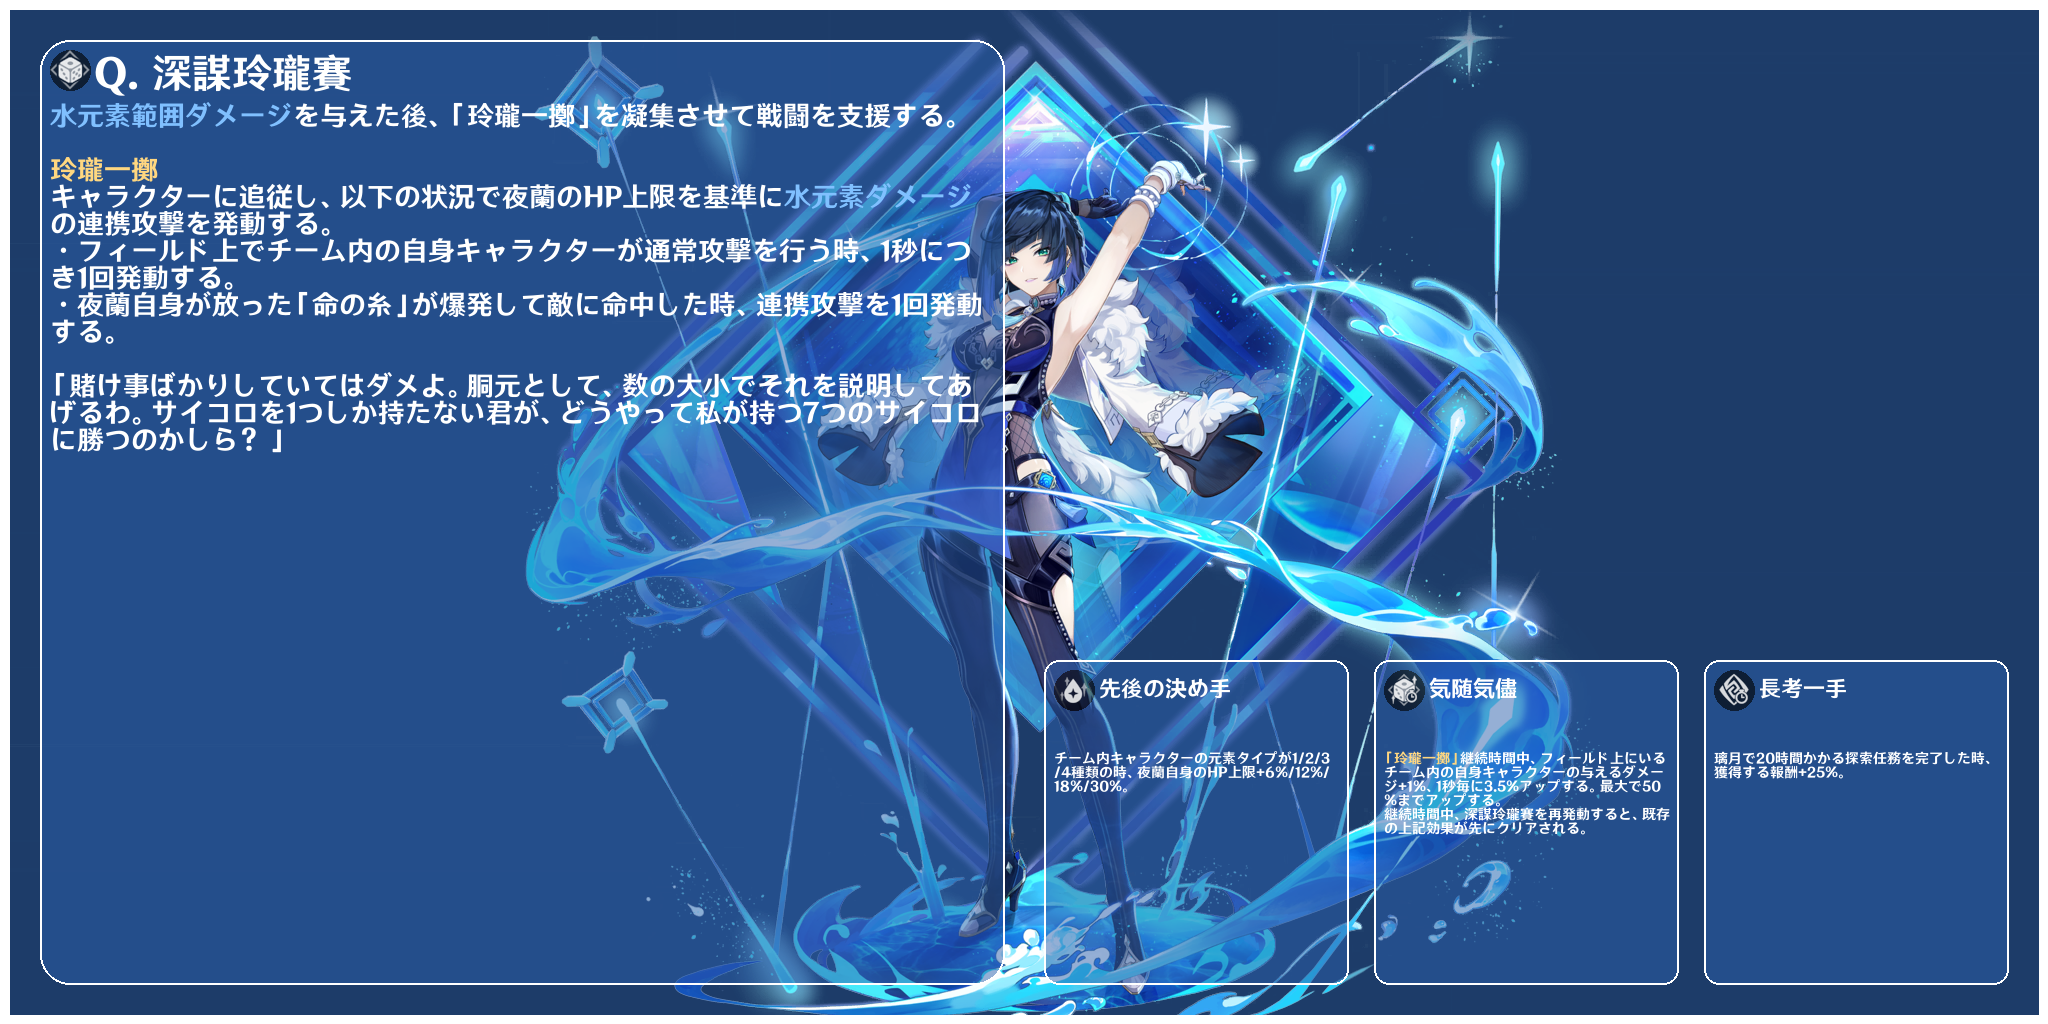 Q. 深謀玲瓏賽
水元素範囲ダメージを与えた後、「玲瓏一擲」を凝集させて戦闘を支援する。
玲瓏一擲
キャラクターに追従し、以下の状況で夜蘭のHP上限を基準に水元素ダメージ
の連携攻撃を発動する。
・フィールド上でチーム内の自身キャラクターが通常攻撃を行う時、1秒につ
き1回発動する。
・夜蘭自身が放った「命の糸」が爆発して敵に命中した時、連携攻撃を1回発動
する。
「賭け事ばかりしていてはダメよ。胴元として、数の大小でそれを説明してあ
げるわ。サイコロを1つしか持たない君が、どうやって私が持つ7つのサイコロ
に勝つのかしら？」
先後の決め手
チーム内キャラクターの元素タイプが1/2/3
/4種類の時、夜蘭自身のHP上限+6%/12%/
18%/30%。
気随気儘
「玲瓏一擲」継続時間中、フィールド上にいる
チーム内の自身キャラクターの与えるダメー
ジ+1%、1秒毎に3.5%アップする。最大で50
%までアップする。
継続時間中、深謀玲瓏賽を再発動すると、既存
の上記効果が先にクリアされる。
長考一手
璃月で20時間かかる探索任務を完了した時、
獲得する報酬+25%。